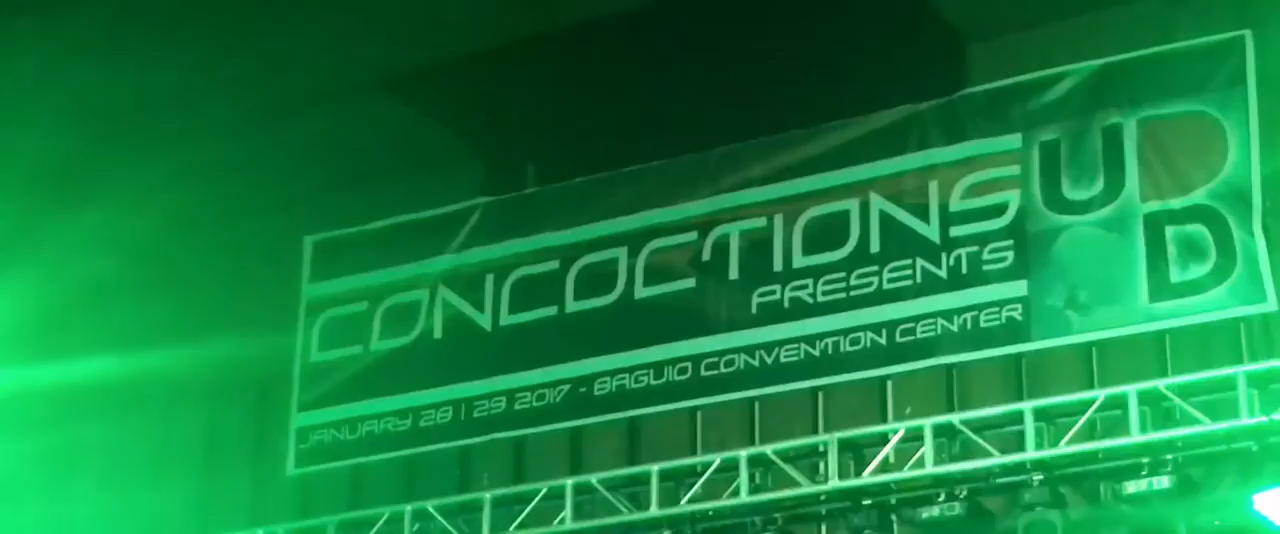 CONCOCTIONS
PRESENTS
JANUARY 28 | 29 2017 - BAGUIO CONVENTION CENTER
UD
D